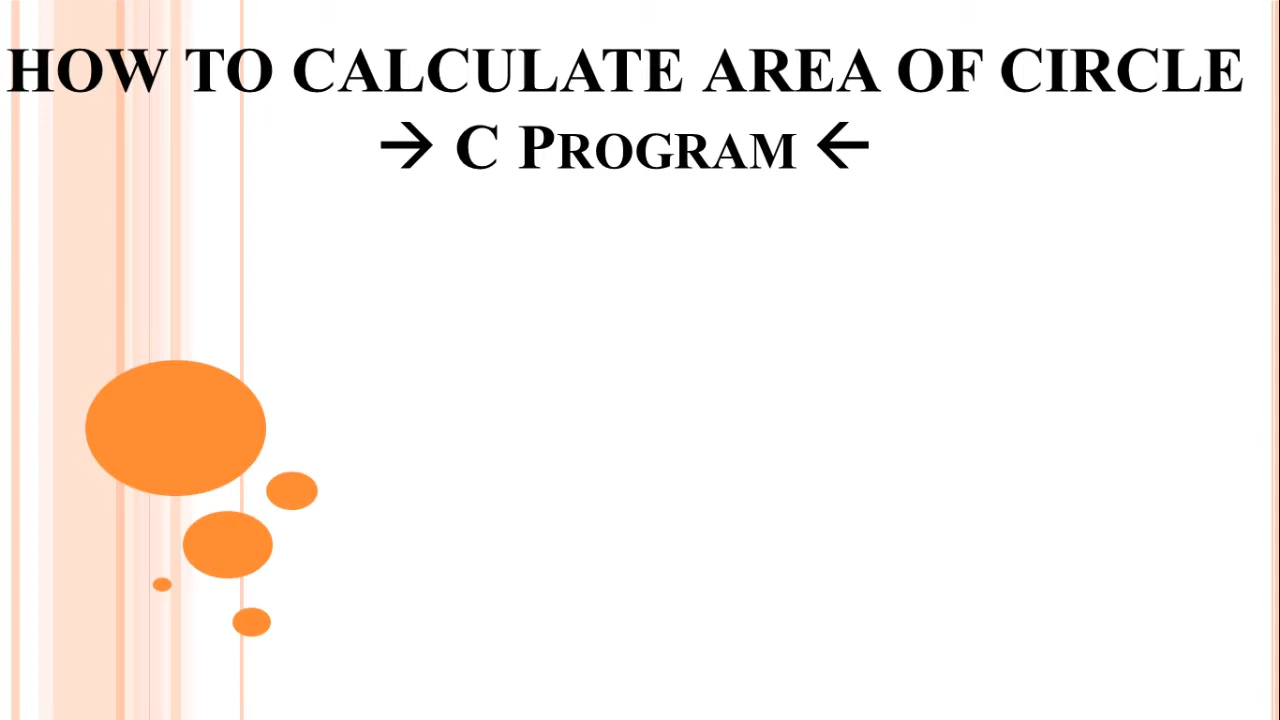 HOW TO CALCULATE AREA OF CIRCLE
→ C PROGRAM ←